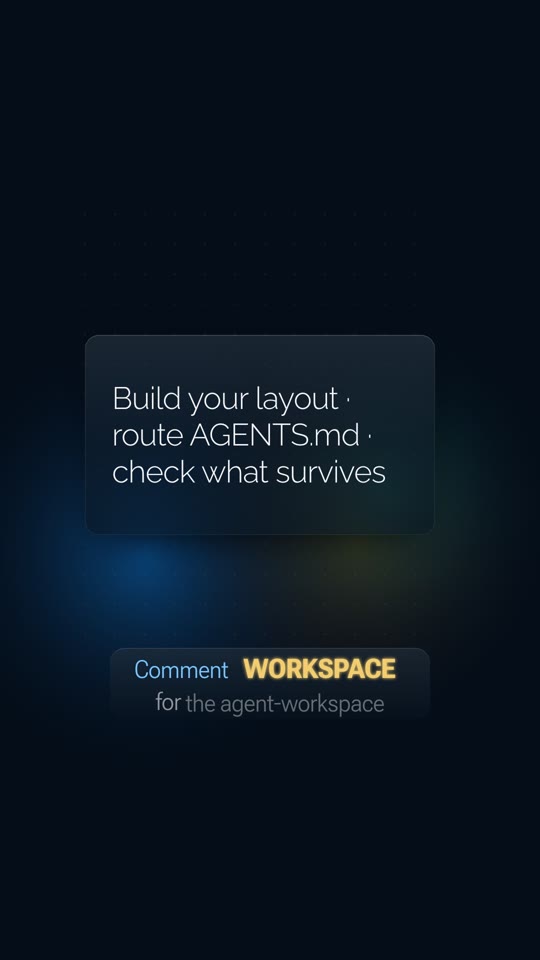 Build your layout ·
route AGENTS.md ·
check what survives
Comment WORKSPACE
for the agent-workspace